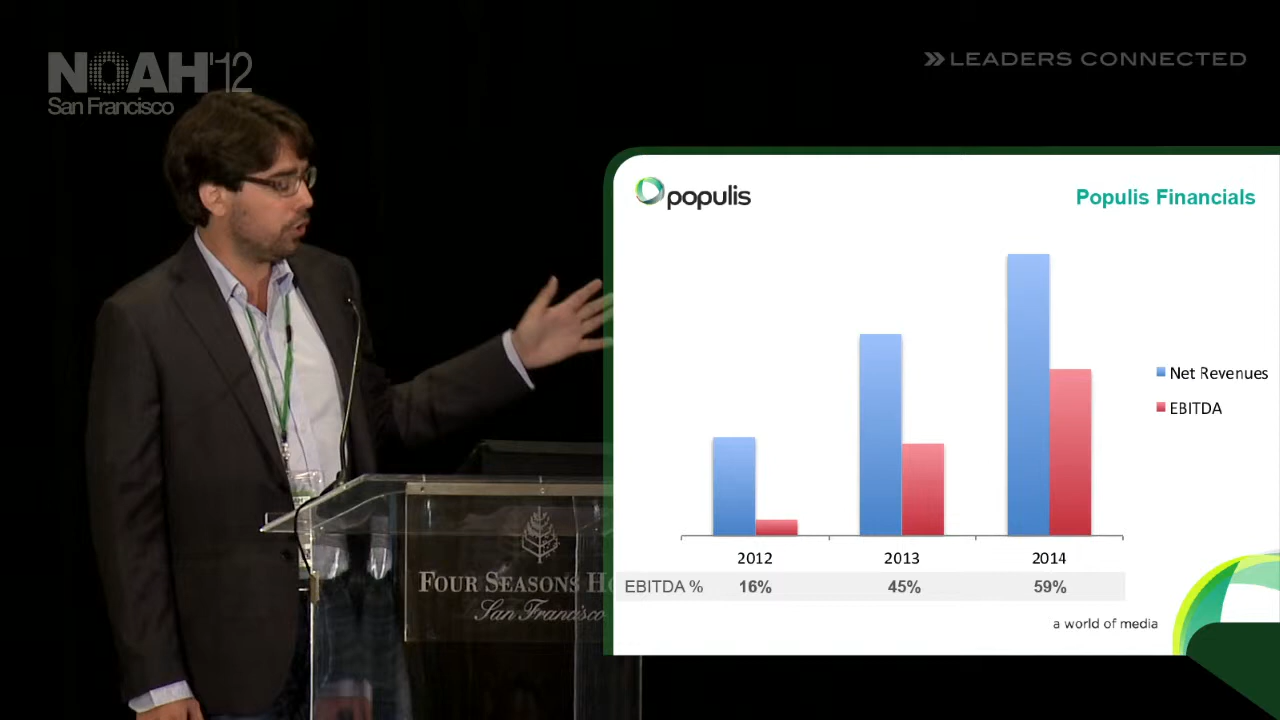 NOAH'12
San Francisco
LEADERS CONNECTED
populis
Populis Financials
Net Revenues
EBITDA
2012 2013 2014
EBITDA % 16% 45% 59%
a world of media
FOUR SEASONS H
San Francisco